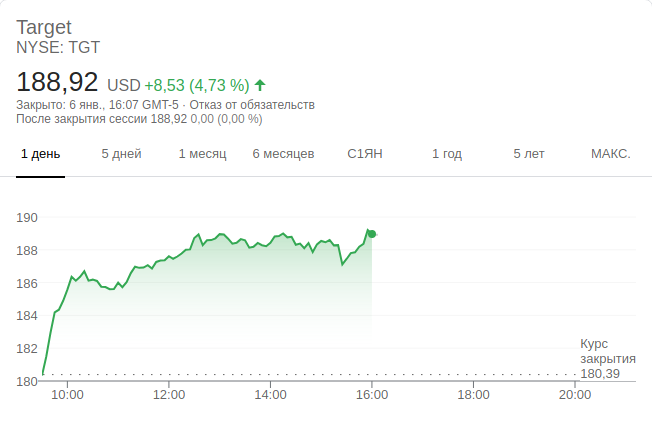 Target
NYSE: TGT
188,92 USD +8,53 (4,73 %)
Закрыто: 6 янв., 16:07 GMT-5 · Отказ от обязательств
После закрытия сессии 188,92 0,00 (0,00 %)
1 день 5 дней 1 месяц 6 месяцев С1ЯН 1 год 5 лет МАКС.
190
188
186
184
182
Курс
закрытия
180,39
180
10:00 12:00 14:00 16:00 18:00 20:00